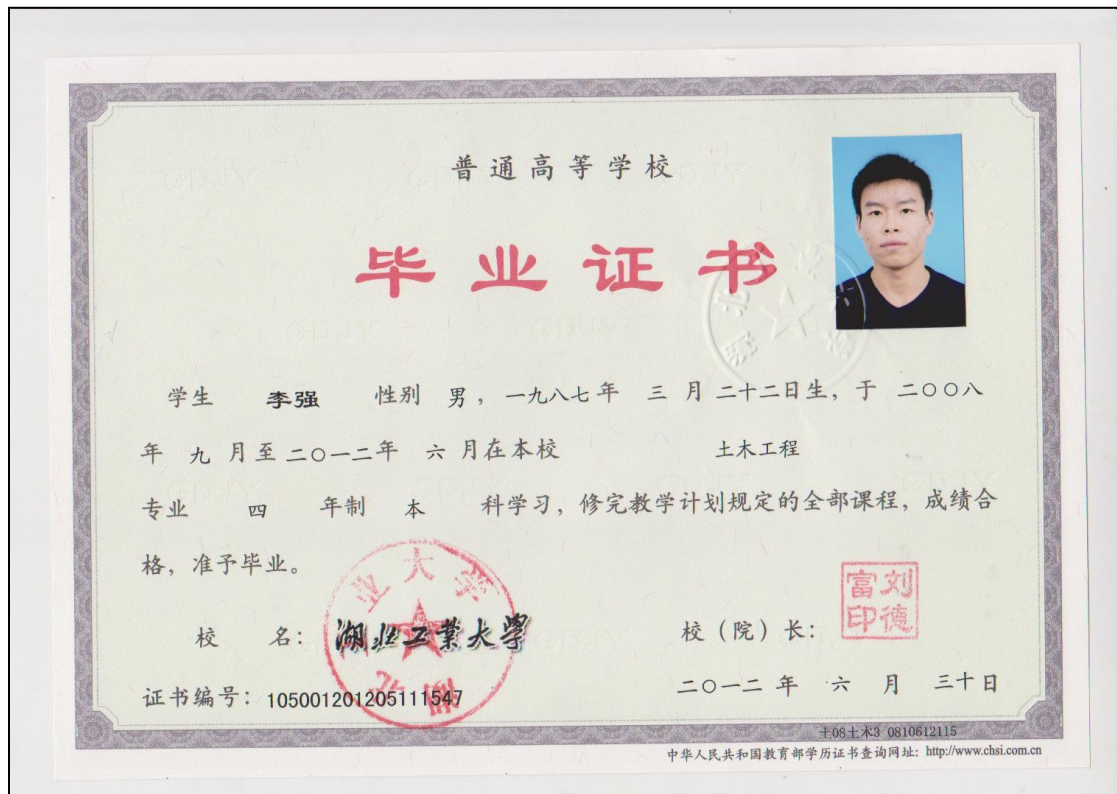 普通高等学校
毕业证书
学生 李强 性别 男，一九八七年 三 月 二十二日生，于 二〇〇八
年 九 月至 二〇一二年 六 月在本校 土木工程
专业 四 年制 本 科学习，修完教学计划规定的全部课程，成绩合
格，准予毕业。
校 名：湖北工業大學
校（院）长：
刘德富印
湖北工业大学
证书编号：105001201205111547
二〇一二 年 六 月 三十日
土08土木3 0810612115
中华人民共和国教育部学历证书查询网址：http://www.chsi.com.cn